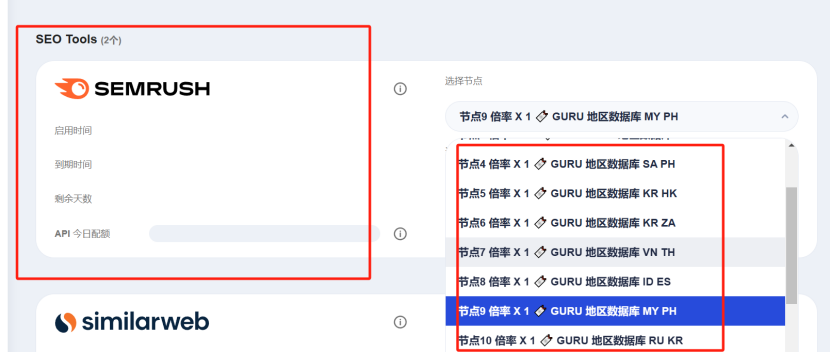 SEO Tools (2个)
SEMRUSH
选择节点
节点9 倍率 X 1 GURU 地区数据库 MY PH
启用时间
到期时间
剩余天数
API 今日配额
节点4 倍率 X 1 GURU 地区数据库 SA PH
节点5 倍率 X 1 GURU 地区数据库 KR HK
节点6 倍率 X 1 GURU 地区数据库 KR ZA
节点7 倍率 X 1 GURU 地区数据库 VN TH
节点8 倍率 X 1 GURU 地区数据库 ID ES
节点9 倍率 X 1 GURU 地区数据库 MY PH
节点10 倍率 X 1 GURU 地区数据库 RU KR
similarweb